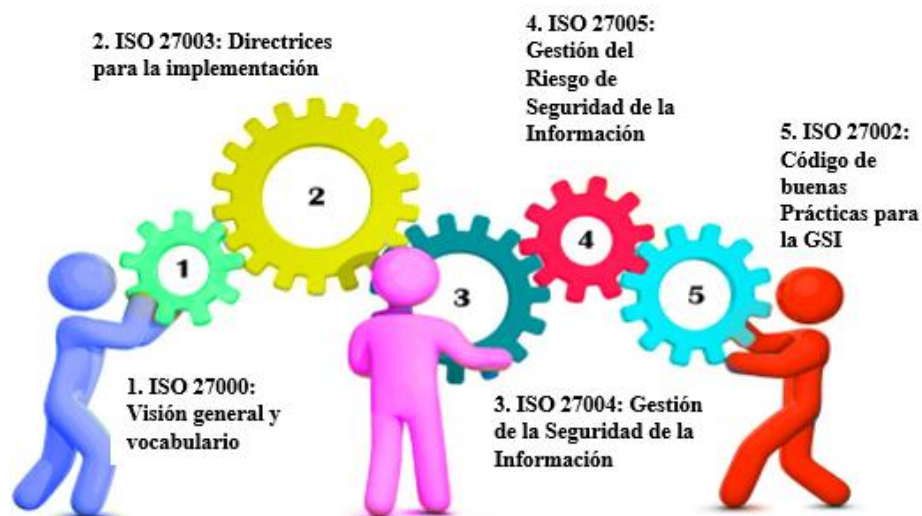 2. ISO 27003: Directrices
para la implementación
4. ISO 27005:
Gestión del
Riesgo de
Seguridad de la
Información
5. ISO 27002:
Código de
buenas
Prácticas para
la GSI
1
2
3
4
5
1. ISO 27000:
Visión general y
vocabulario
3. ISO 27004: Gestión
de la Seguridad de la
Información